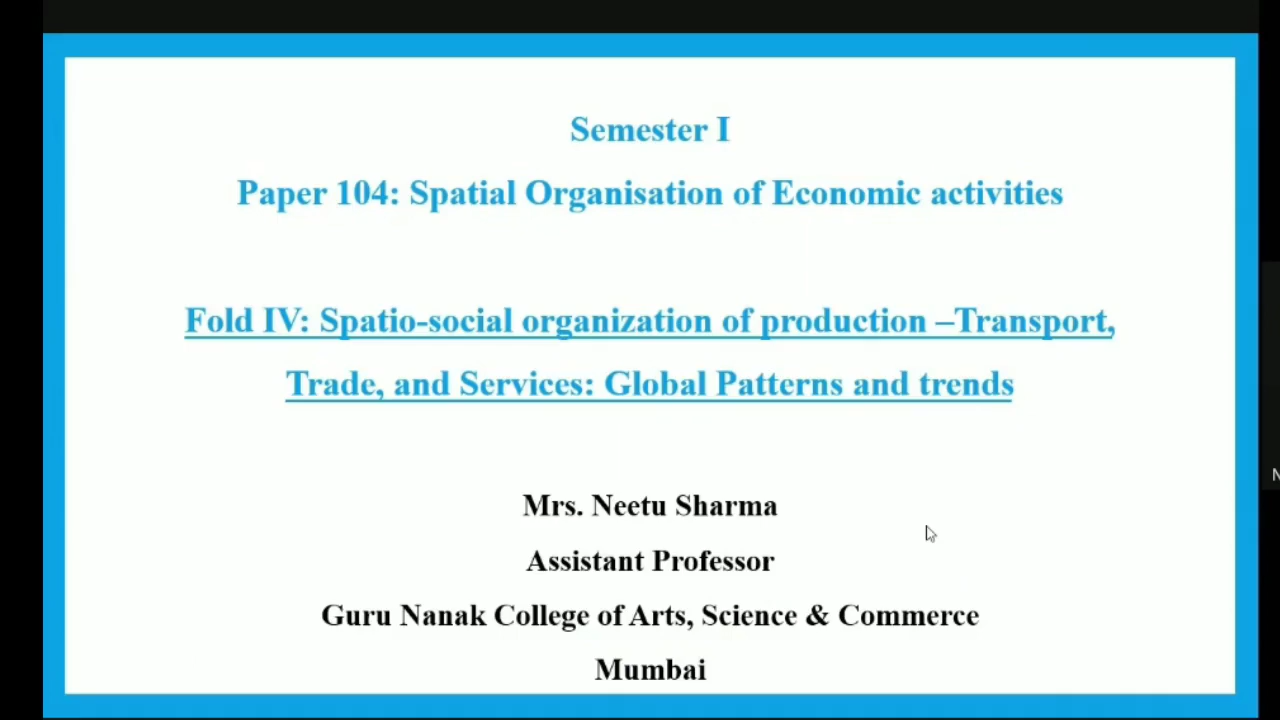 Semester I
Paper 104: Spatial Organisation of Economic activities
Fold IV: Spatio-social organization of production –Transport,
Trade, and Services: Global Patterns and trends
Mrs. Neetu Sharma
Assistant Professor
Guru Nanak College of Arts, Science & Commerce
Mumbai
N